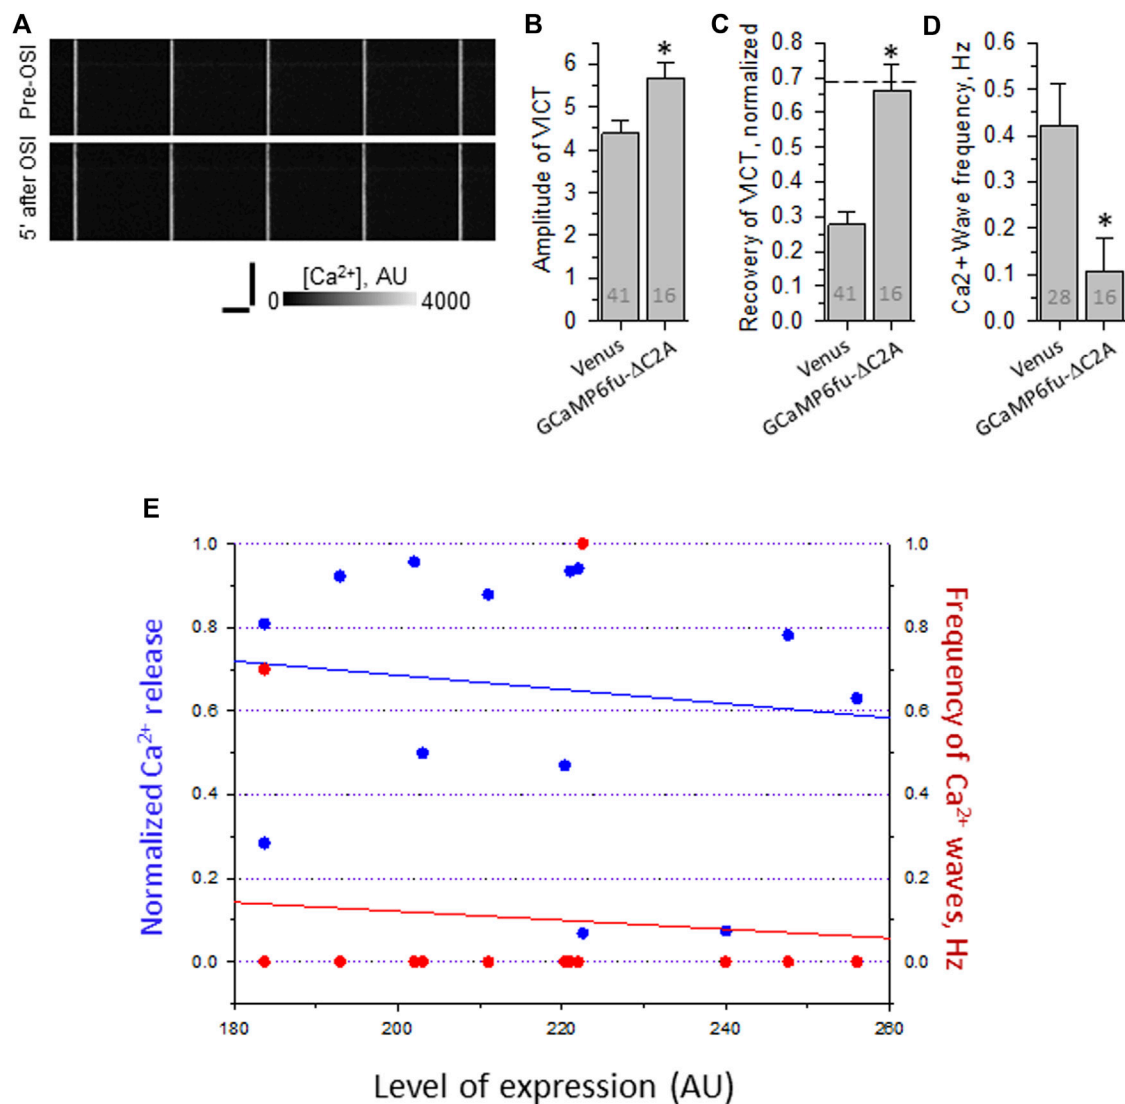 A
Pre-OSI
5' after OSI
[Ca²⁺], AU
0
4000
B
Amplitude of VICT
6
5
4
3
2
1
0
*
41
16
Venus
GCaMP6fu-ΔC2A
C
Recovery of VICT, normalized
0.8
0.7
0.6
0.5
0.4
0.3
0.2
0.1
0.0
*
41
16
Venus
GCaMP6fu-ΔC2A
D
Ca2+ Wave frequency, Hz
0.6
0.5
0.4
0.3
0.2
0.1
0.0
*
28
16
Venus
GCaMP6fu-ΔC2A
E
Normalized Ca²⁺ release
1.0
0.8
0.6
0.4
0.2
0.0
1.0
0.8
0.6
0.4
0.2
0.0
Frequency of Ca²⁺ waves, Hz
180 200 220 240 260
Level of expression (AU)